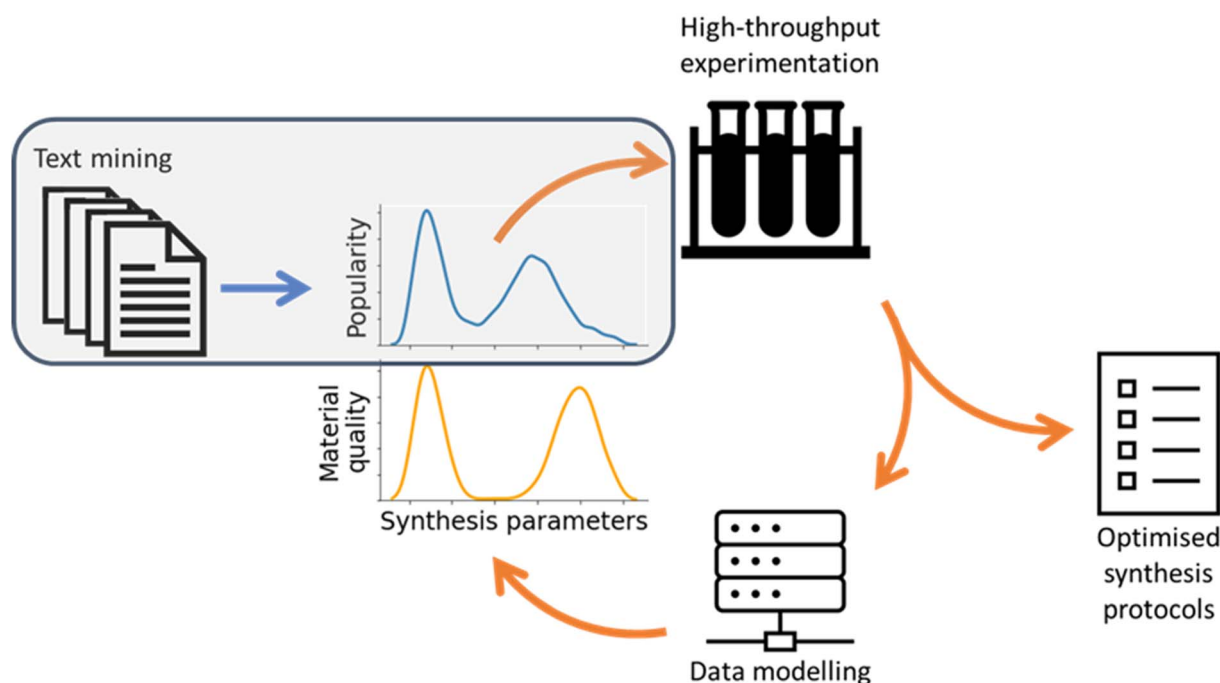 High-throughput
experimentation
Text mining
Popularity
Material
quality
Synthesis parameters
Optimised
synthesis
protocols
Data modelling